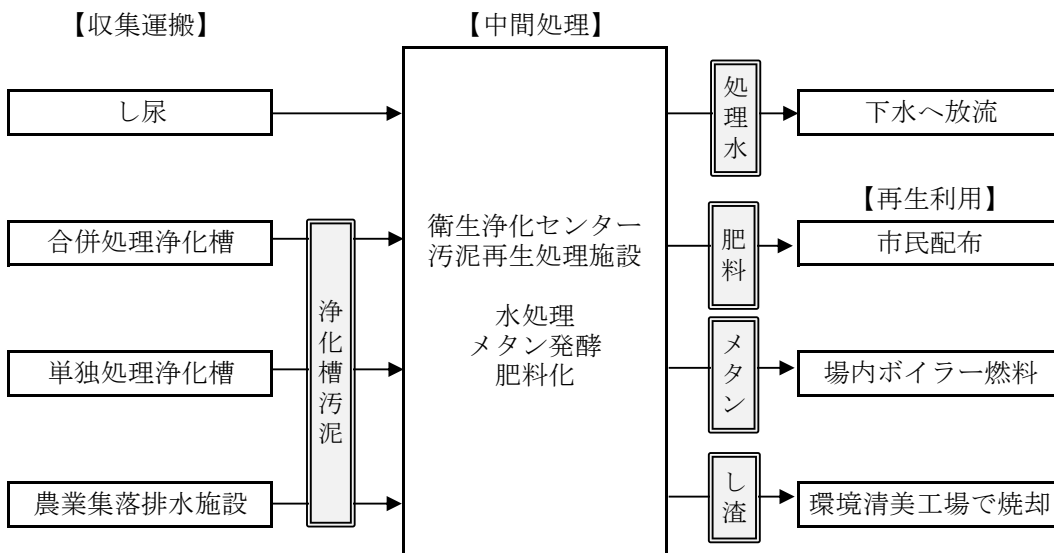 【収集運搬】
【中間処理】
し尿
処理水
下水へ放流
【再生利用】
合併処理浄化槽
浄化槽汚泥
衛生浄化センター
汚泥再生処理施設
水処理
メタン発酵
肥料化
肥料
市民配布
単独処理浄化槽
メタン
場内ボイラー燃料
農業集落排水施設
し渣
環境清美工場で焼却